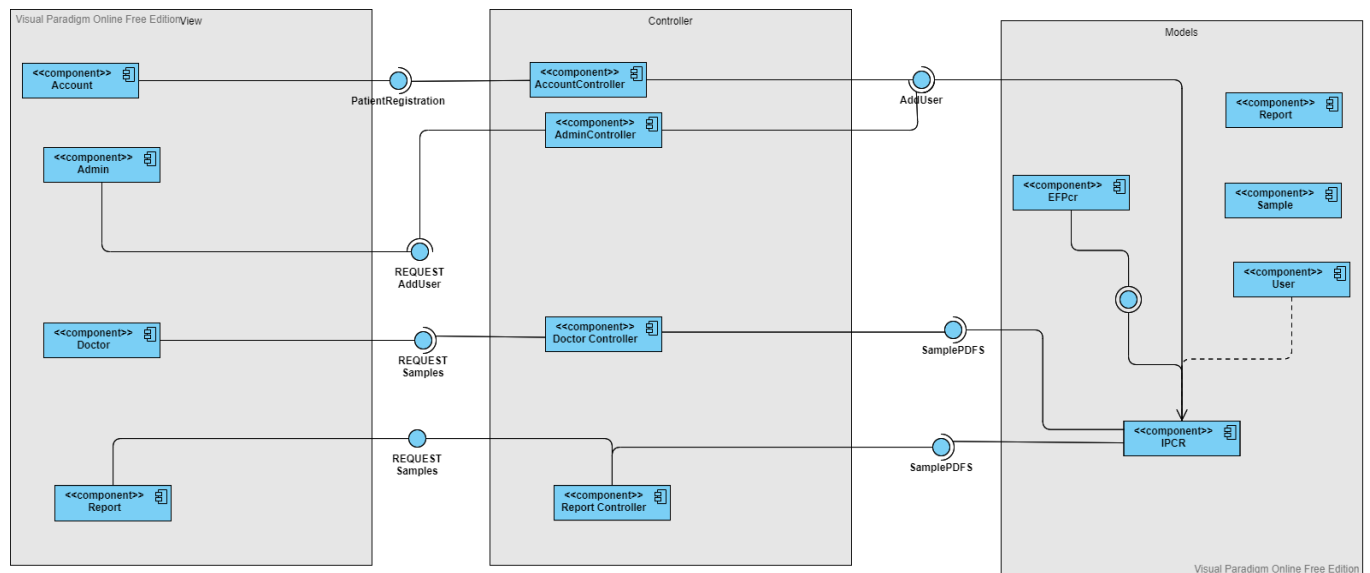 Visual Paradigm Online Free Edition
View
Controller
Models
<<component>>
Account
PatientRegistration
<<component>>
AccountController
AddUser
<<component>>
Report
<<component>>
AdminController
<<component>>
Admin
<<component>>
EFPcr
<<component>>
Sample
REQUEST
AddUser
<<component>>
User
<<component>>
Doctor
REQUEST
Samples
<<component>>
Doctor Controller
SamplePDFS
<<component>>
IPCR
REQUEST
Samples
SamplePDFS
<<component>>
Report
<<component>>
Report Controller
Visual Paradigm Online Free Edition